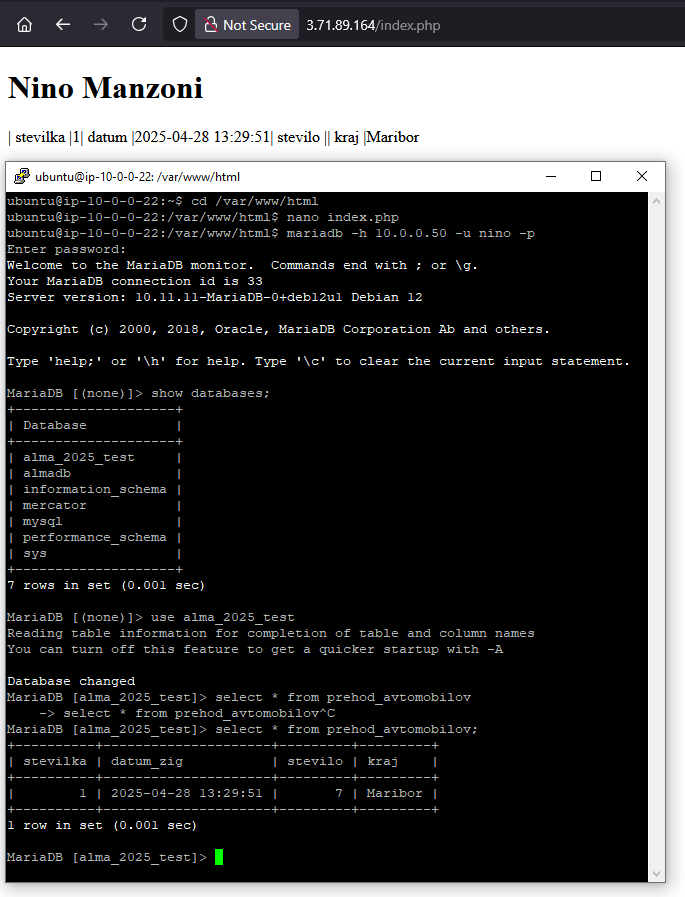 Not Secure 3.71.89.164/index.php
Nino Manzoni
| stevilka |1| datum |2025-04-28 13:29:51| stevilo || kraj |Maribor
ubuntu@ip-10-0-0-22: /var/www/html
ubuntu@ip-10-0-0-22:~$ cd /var/www/html
ubuntu@ip-10-0-0-22:/var/www/html$ nano index.php
ubuntu@ip-10-0-0-22:/var/www/html$ mariadb -h 10.0.0.50 -u nino -p
Enter password:
Welcome to the MariaDB monitor.  Commands end with ; or \g.
Your MariaDB connection id is 33
Server version: 10.11.11-MariaDB-0+deb12u1 Debian 12
Copyright (c) 2000, 2018, Oracle, MariaDB Corporation Ab and others.
Type 'help;' or '\h' for help. Type '\c' to clear the current input statement.
MariaDB [(none)]> show databases;
+--------------------+
| Database           |
+--------------------+
| alma_2025_test     |
| almadb             |
| information_schema |
| mercator           |
| mysql              |
| performance_schema |
| sys                |
+--------------------+
7 rows in set (0.001 sec)
MariaDB [(none)]> use alma_2025_test
Reading table information for completion of table and column names
You can turn off this feature to get a quicker startup with -A
Database changed
MariaDB [alma_2025_test]> select * from prehod_avtomobilov
    -> select * from prehod_avtomobilov^C
MariaDB [alma_2025_test]> select * from prehod_avtomobilov;
+----------+---------------------+---------+---------+
| stevilka | datum_zig           | stevilo | kraj    |
+----------+---------------------+---------+---------+
|        1 | 2025-04-28 13:29:51 |       7 | Maribor |
+----------+---------------------+---------+---------+
1 row in set (0.001 sec)
MariaDB [alma_2025_test]>